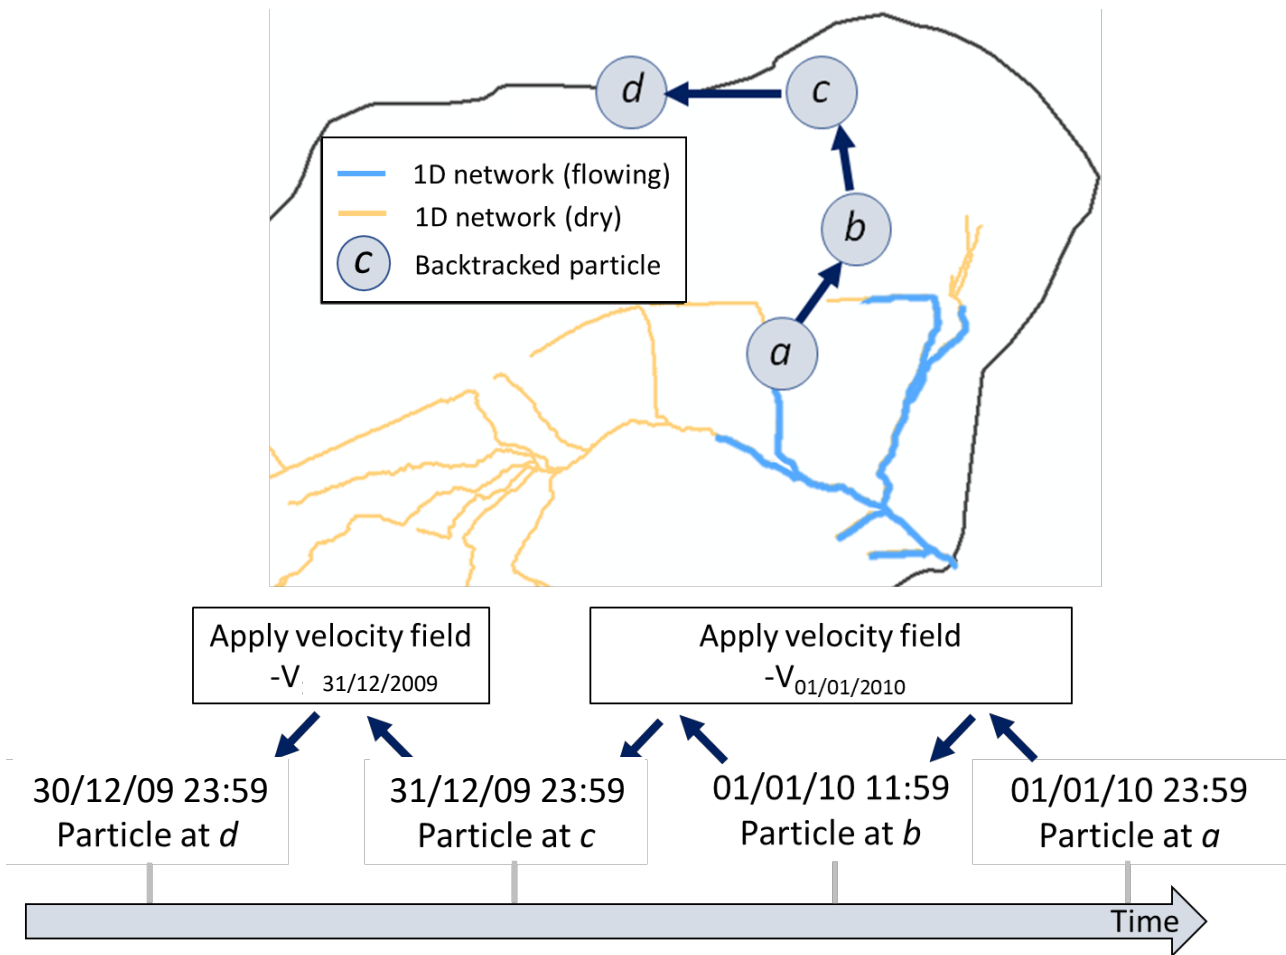 d
c
1D network (flowing)
1D network (dry)
c
Backtracked particle
b
a
Apply velocity field
-V 31/12/2009
Apply velocity field
-V01/01/2010
30/12/09 23:59
Particle at d
31/12/09 23:59
Particle at c
01/01/10 11:59
Particle at b
01/01/10 23:59
Particle at a
Time